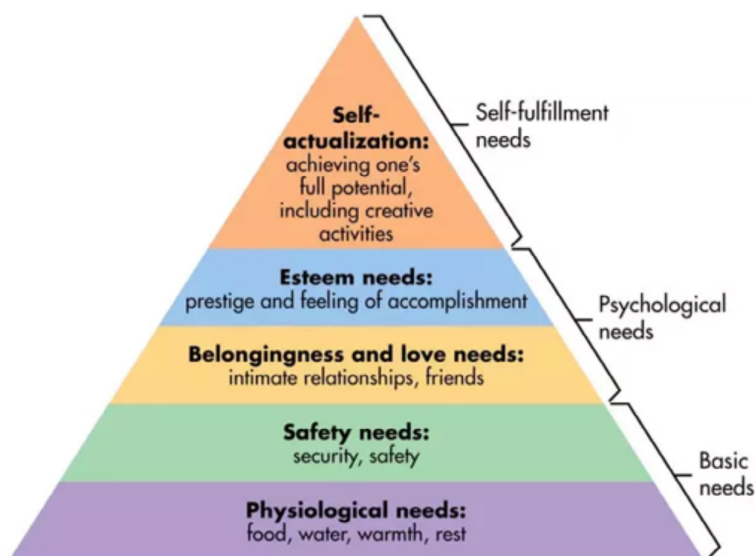 Self-
actualization:
achieving one's
full potential,
including creative
activities
Self-fulfillment
needs
Esteem needs:
prestige and feeling of accomplishment
Psychological
needs
Belongingness and love needs:
intimate relationships, friends
Safety needs:
security, safety
Basic
needs
Physiological needs:
food, water, warmth, rest